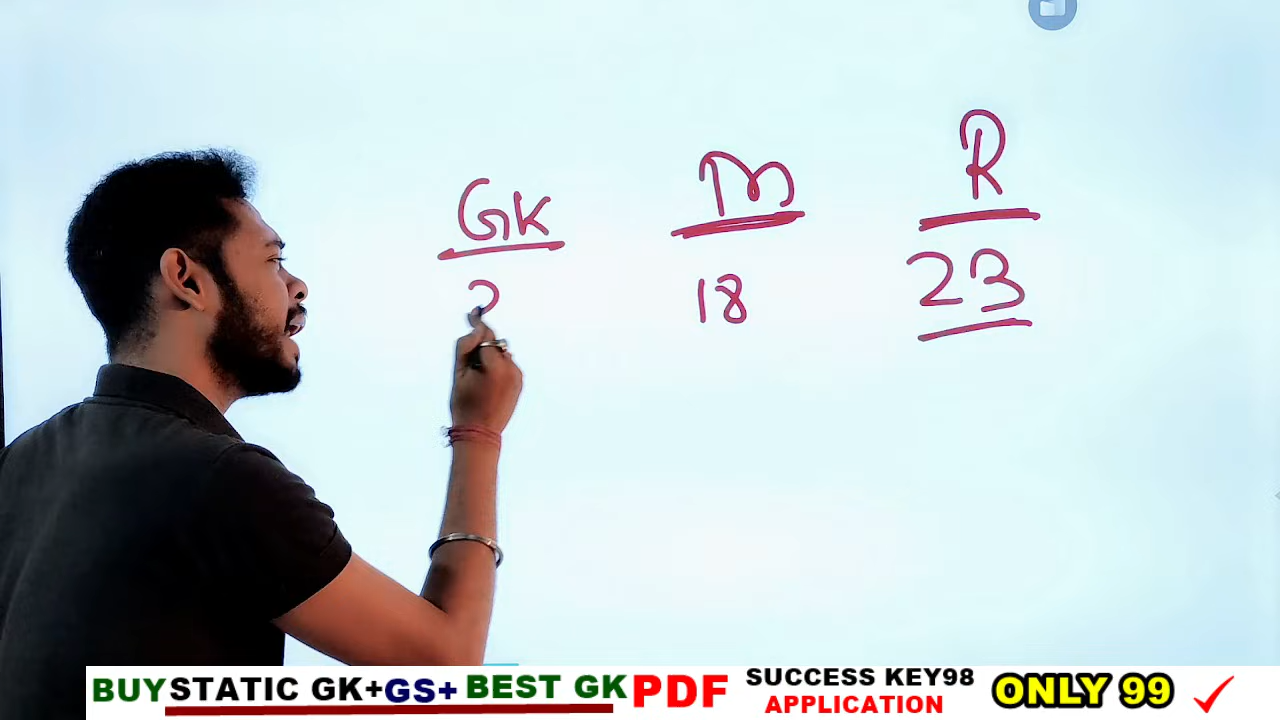 GK M R
2 18 23
BUY STATIC GK+GS+ BEST GK PDF SUCCESS KEY98 APPLICATION ONLY 99